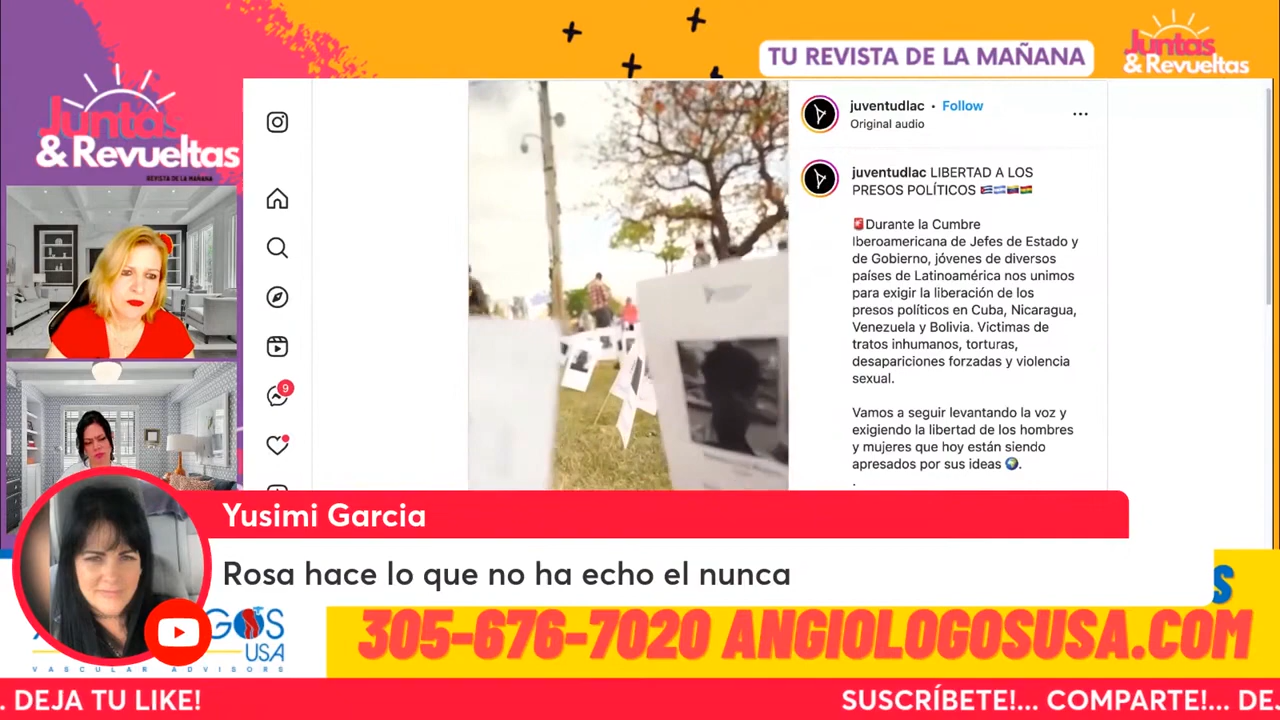 TU REVISTA DE LA MAÑANA
Juntas
& Revueltas
Juntas
& Revueltas
REVISTA DE LA MAÑANA
juventudlac • Follow
Original audio
juventudlac LIBERTAD A LOS
PRESOS POLÍTICOS 🇨🇺🇳🇮🇻🇪🇧🇴
🚨Durante la Cumbre
Iberoamericana de Jefes de Estado y
de Gobierno, jóvenes de diversos
países de Latinoamérica nos unimos
para exigir la liberación de los
presos políticos en Cuba, Nicaragua,
Venezuela y Bolivia. Victimas de
tratos inhumanos, torturas,
desapariciones forzadas y violencia
sexual.
Vamos a seguir levantando la voz y
exigiendo la libertad de los hombres
y mujeres que hoy están siendo
apresados por sus ideas 🌍.
.
9
Yusimi Garcia
Rosa hace lo que no ha echo el nunca
USA
VASCULAR ADVISORS
305-676-7020 ANGIOLOGOSUSA.COM
. DEJA TU LIKE!
SUSCRÍBETE!... COMPARTE!... DEJ